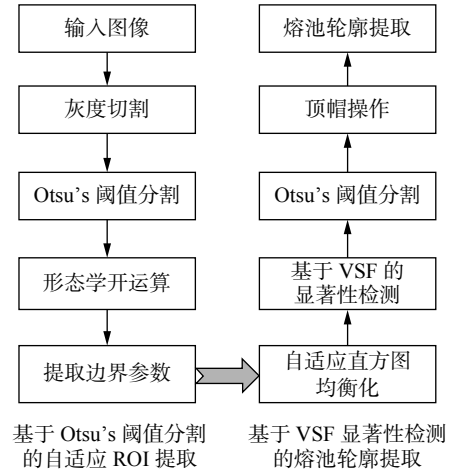 输入图像
灰度切割
Otsu's 阈值分割
形态学开运算
提取边界参数
基于 Otsu's 阈值分割
的自适应 ROI 提取
熔池轮廓提取
顶帽操作
Otsu's 阈值分割
基于 VSF 的
显著性检测
自适应直方图
均衡化
基于 VSF 显著性检测
的熔池轮廓提取